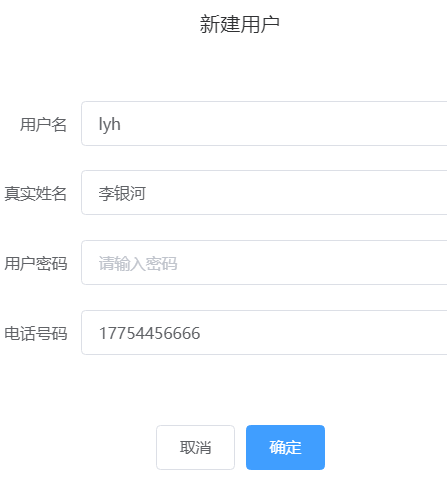 新建用户
用户名 lyh
真实姓名 李银河
用户密码 请输入密码
电话号码 17754456666
取消 确定